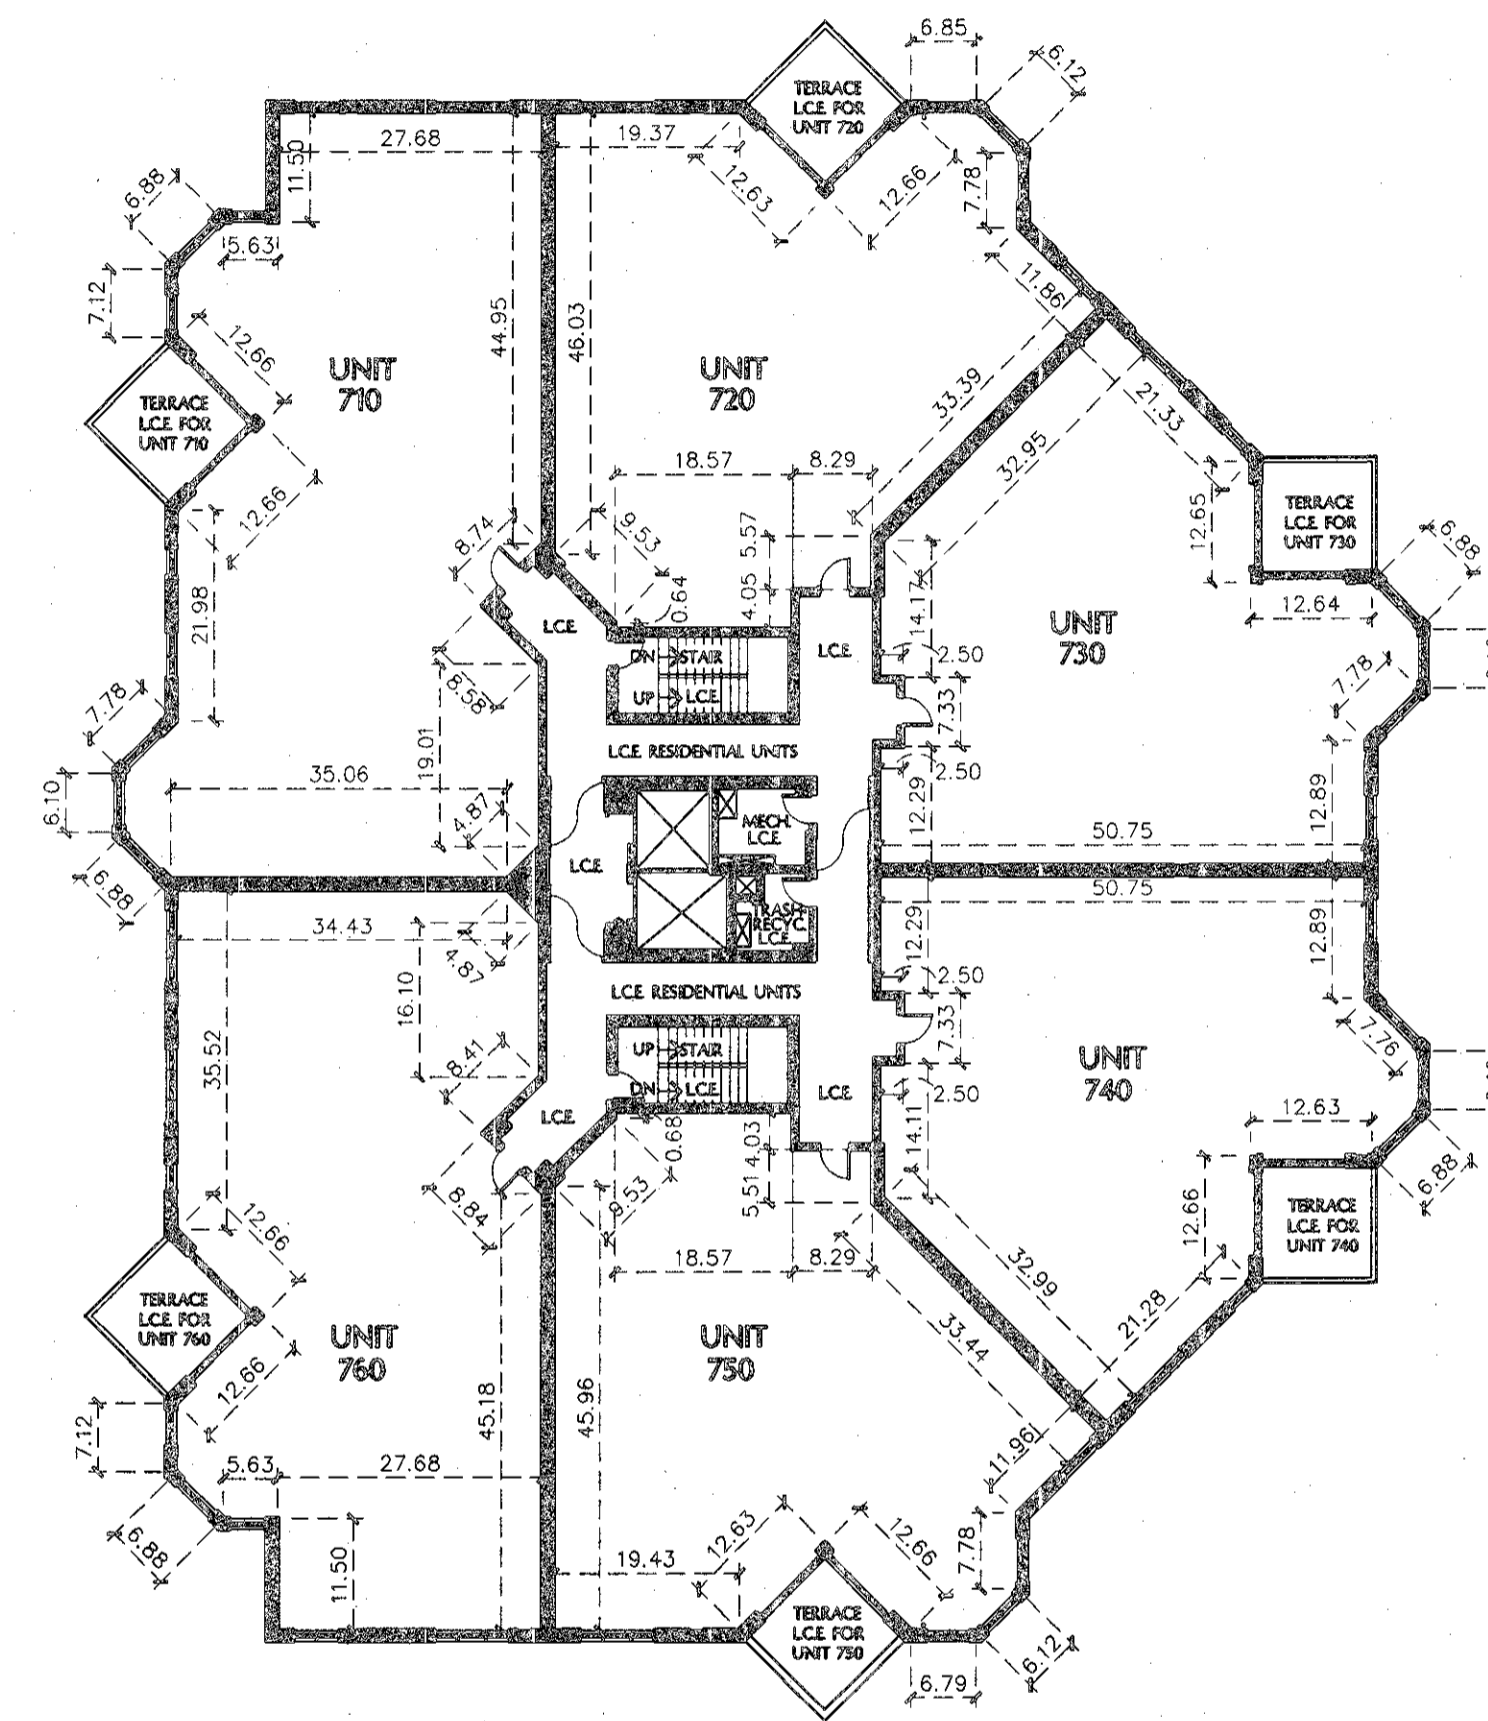 6.85
6.12
TERRACE
L.C.E. FOR
UNIT 720
27.68
19.37
11.50
12.63
12.66
7.78
6.88
5.63
7.12
12.66
44.95
46.03
11.86
UNIT
710
UNIT
720
33.39
21.33
32.95
TERRACE
L.C.E. FOR
UNIT 710
12.66
18.57
8.29
12.65
TERRACE
L.C.E. FOR
UNIT 730
6.88
8.74
9.53
5.57
4.05
0.64
14.17
12.64
21.98
L.C.E.
L.C.E.
UNIT
730
DN
STAIR
UP
L.C.E.
2.50
7.78
8.58
7.33
7.78
19.01
L.C.E. RESIDENTIAL UNITS
2.50
35.06
6.10
4.87
12.29
12.89
MECH.
L.C.E.
50.75
L.C.E.
6.88
50.75
34.43
TRASH-
RECYC.
L.C.E.
4.87
12.29
12.89
2.50
16.10
L.C.E. RESIDENTIAL UNITS
35.52
8.41
UP
STAIR
DN
L.C.E.
7.33
7.76
UNIT
740
L.C.E.
L.C.E.
2.50
12.63
0.68
4.03
5.51
14.11
6.88
8.84
9.53
12.66
12.66
TERRACE
L.C.E. FOR
UNIT 740
18.57
8.29
32.99
TERRACE
L.C.E. FOR
UNIT 760
UNIT
760
UNIT
750
33.44
21.28
12.66
45.18
45.96
7.12
11.96
5.63
27.68
6.88
11.50
19.43
12.63
12.66
7.78
TERRACE
L.C.E. FOR
UNIT 750
6.12
6.79